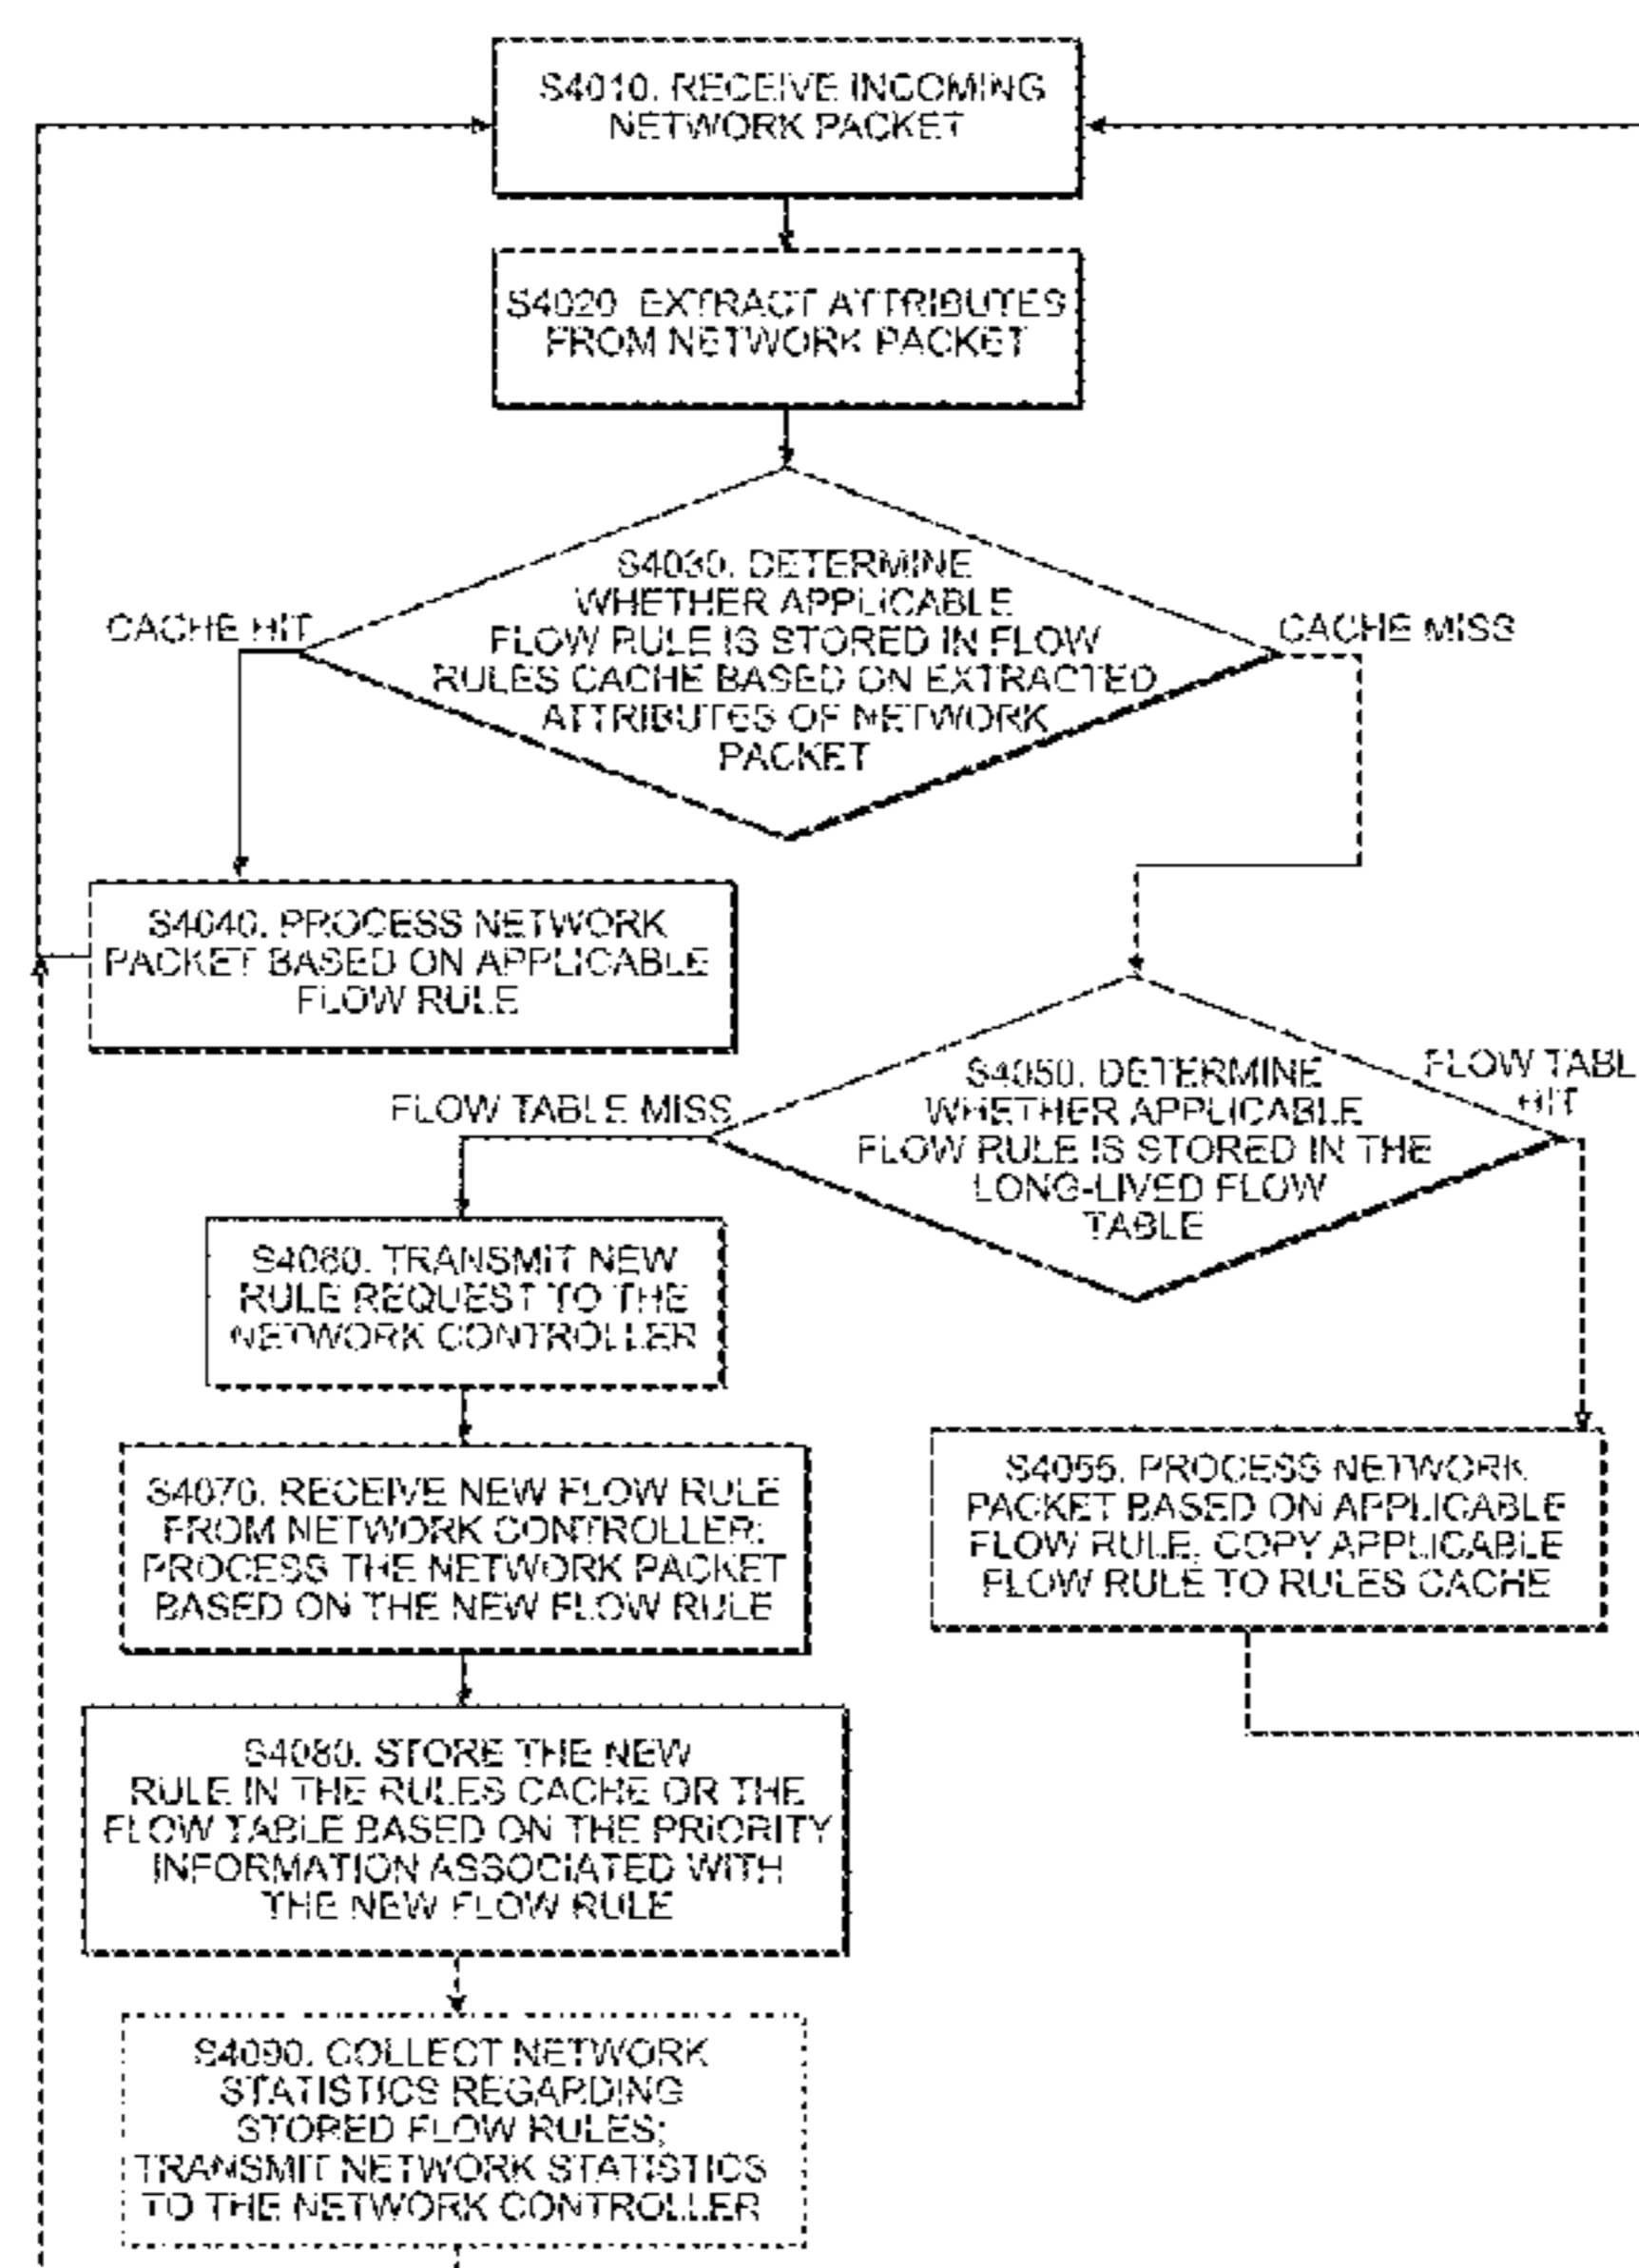 S4010. RECEIVE INCOMING
NETWORK PACKET
S4020. EXTRACT ATTRIBUTES
FROM NETWORK PACKET
S4030. DETERMINE
WHETHER APPLICABLE
FLOW RULE IS STORED IN FLOW
RULES CACHE BASED ON EXTRACTED
ATTRIBUTES OF NETWORK
PACKET
CACHE HIT
CACHE MISS
S4040. PROCESS NETWORK
PACKET BASED ON APPLICABLE
FLOW RULE
S4050. DETERMINE
WHETHER APPLICABLE
FLOW RULE IS STORED IN THE
LONG-LIVED FLOW
TABLE
FLOW TABLE MISS
FLOW TABL
HIT
S4060. TRANSMIT NEW
RULE REQUEST TO THE
NETWORK CONTROLLER
S4055. PROCESS NETWORK
PACKET BASED ON APPLICABLE
FLOW RULE, COPY APPLICABLE
FLOW RULE TO RULES CACHE
S4070. RECEIVE NEW FLOW RULE
FROM NETWORK CONTROLLER;
PROCESS THE NETWORK PACKET
BASED ON THE NEW FLOW RULE
S4080. STORE THE NEW
RULE IN THE RULES CACHE OR THE
FLOW TABLE BASED ON THE PRIORITY
INFORMATION ASSOCIATED WITH
THE NEW FLOW RULE
S4090. COLLECT NETWORK
STATISTICS REGARDING
STORED FLOW RULES;
TRANSMIT NETWORK STATISTICS
TO THE NETWORK CONTROLLER